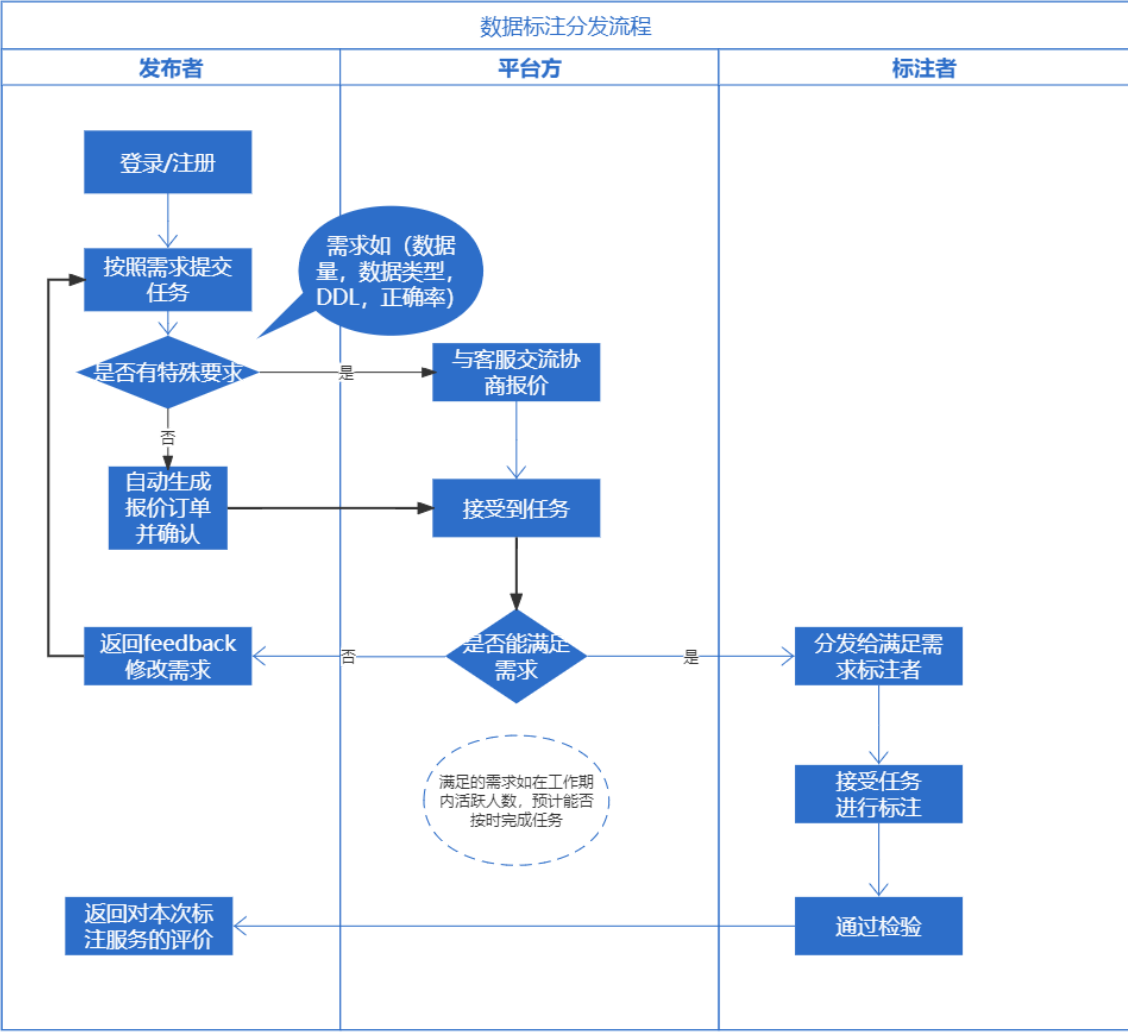 数据标注分发流程
发布者
平台方
标注者
登录/注册
按照需求提交
任务
需求如（数据
量，数据类型，
DDL，正确率）
是否有特殊要求
是
与客服交流协
商报价
否
自动生成
报价订单
并确认
接受到任务
返回feedback
修改需求
否
是否能满足
需求
是
分发给满足需
求标注者
满足的需求如在工作期
内活跃人数，预计能否
按时完成任务
接受任务
进行标注
返回对本次标
注服务的评价
通过检验